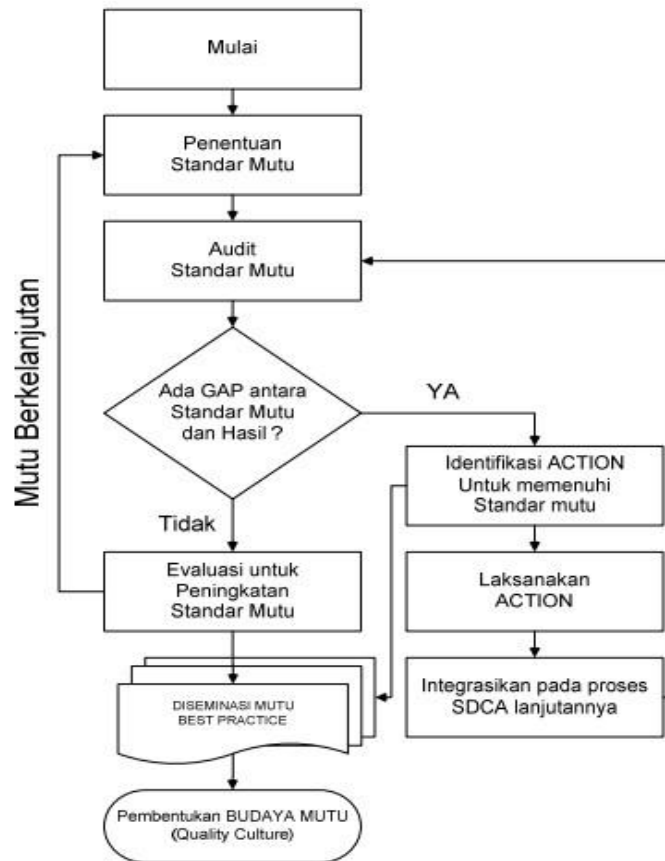 Mulai
Penentuan
Standar Mutu
Audit
Standar Mutu
Mutu Berkelanjutan
Ada GAP antara
Standar Mutu
dan Hasil ?
YA
Identifikasi ACTION
Untuk memenuhi
Standar mutu
Tidak
Evaluasi untuk
Peningkatan
Standar Mutu
Laksanakan
ACTION
Integrasikan pada proses
SDCA lanjutannya
DISEMINASI MUTU
BEST PRACTICE
Pembentukan BUDAYA MUTU
(Quality Culture)